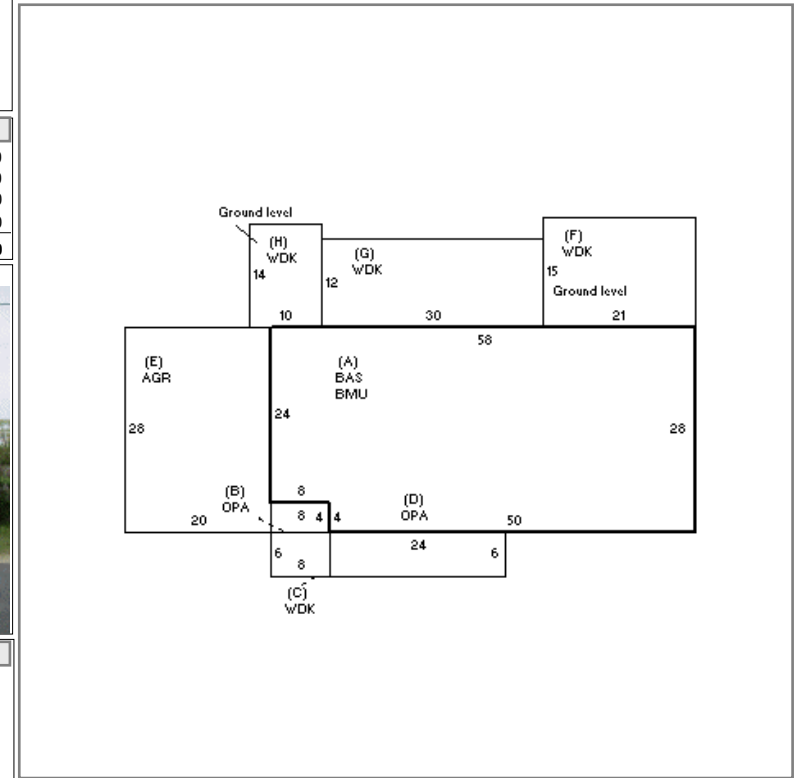 Ground level
(H)
WDK
14
10
(G)
WDK
12
30
(F)
WDK
15
Ground level
21
58
(E)
AGR
28
20
(A)
BAS
BMU
24
28
8
(B)
OPA
8 4 4
(D)
OPA
50
24
6
8
6
(C)
WDK